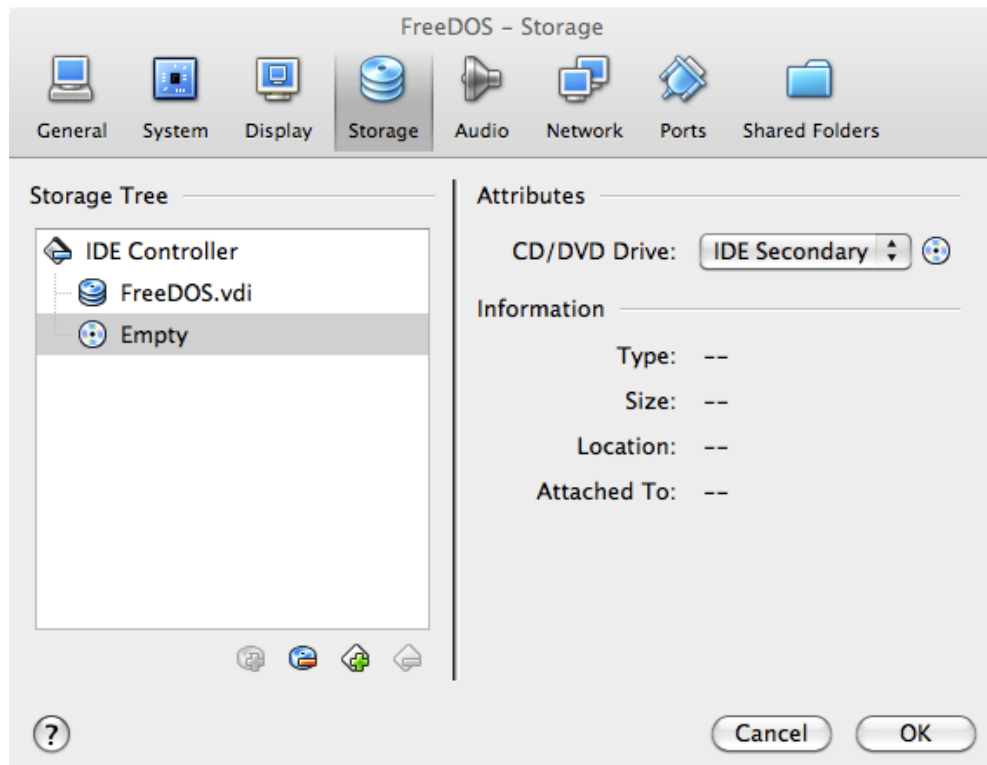 FreeDOS – Storage
General System Display Storage Audio Network Ports Shared Folders
Storage Tree
IDE Controller
FreeDOS.vdi
Empty
Attributes
CD/DVD Drive: IDE Secondary
Information
Type: --
Size: --
Location: --
Attached To: --
? Cancel OK